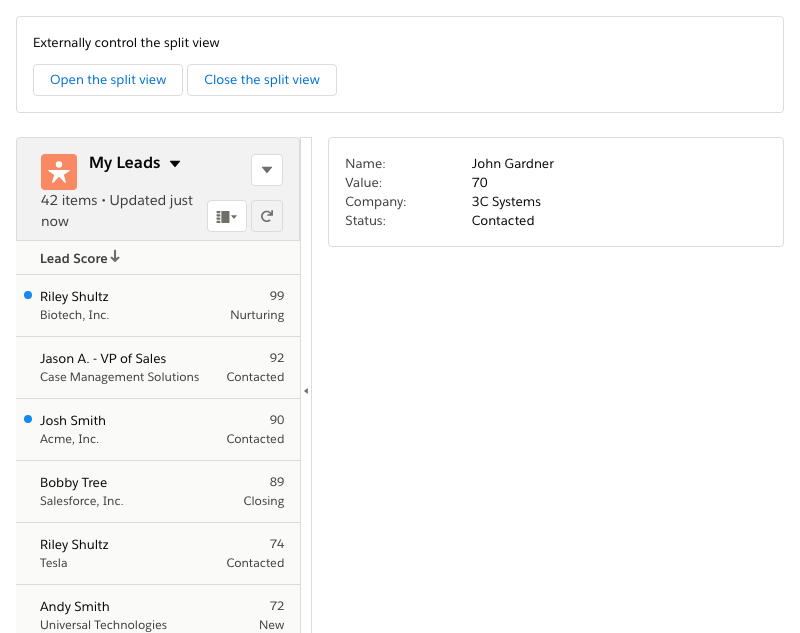 Externally control the split view
Open the split view
Close the split view
My Leads
42 items • Updated just
now
Lead Score
Riley Shultz 99
Biotech, Inc. Nurturing
Jason A. - VP of Sales 92
Case Management Solutions Contacted
Josh Smith 90
Acme, Inc. Contacted
Bobby Tree 89
Salesforce, Inc. Closing
Riley Shultz 74
Tesla Contacted
Andy Smith 72
Universal Technologies New
Name: John Gardner
Value: 70
Company: 3C Systems
Status: Contacted